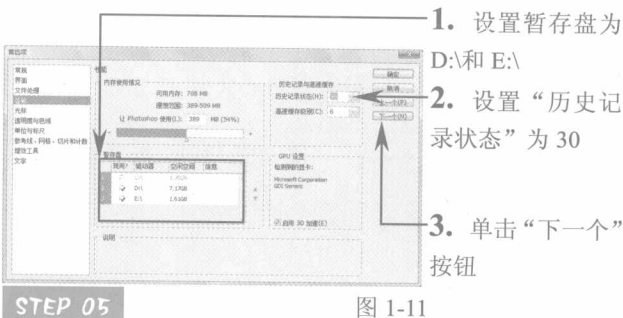 首选项
常规
界面
文件处理
性能
光标
透明度与色域
单位与标尺
参考线、网格、切片和计数
增效工具
文字
性能
内存使用情况
可用内存: 708 MB
理想范围: 389-509 MB
让 Photoshop 使用(L): 389 MB (54%)
历史记录与高速缓存
历史记录状态(H):
高速缓存级别(C): 6
确定
取消
上一个(P)
下一个(N)
暂存盘
现用? 驱动器 空闲空间 信息
D:\ 7.17GB
E:\ 1.61GB
GPU 设置
检测到的显卡:
Microsoft Corporation
GDI Generic
启用 3D 加速(E)
说明
1. 设置暂存盘为
D:\和 E:\
2. 设置“历史记
录状态”为 30
3. 单击“下一个”
按钮
STEP 05
图 1-11